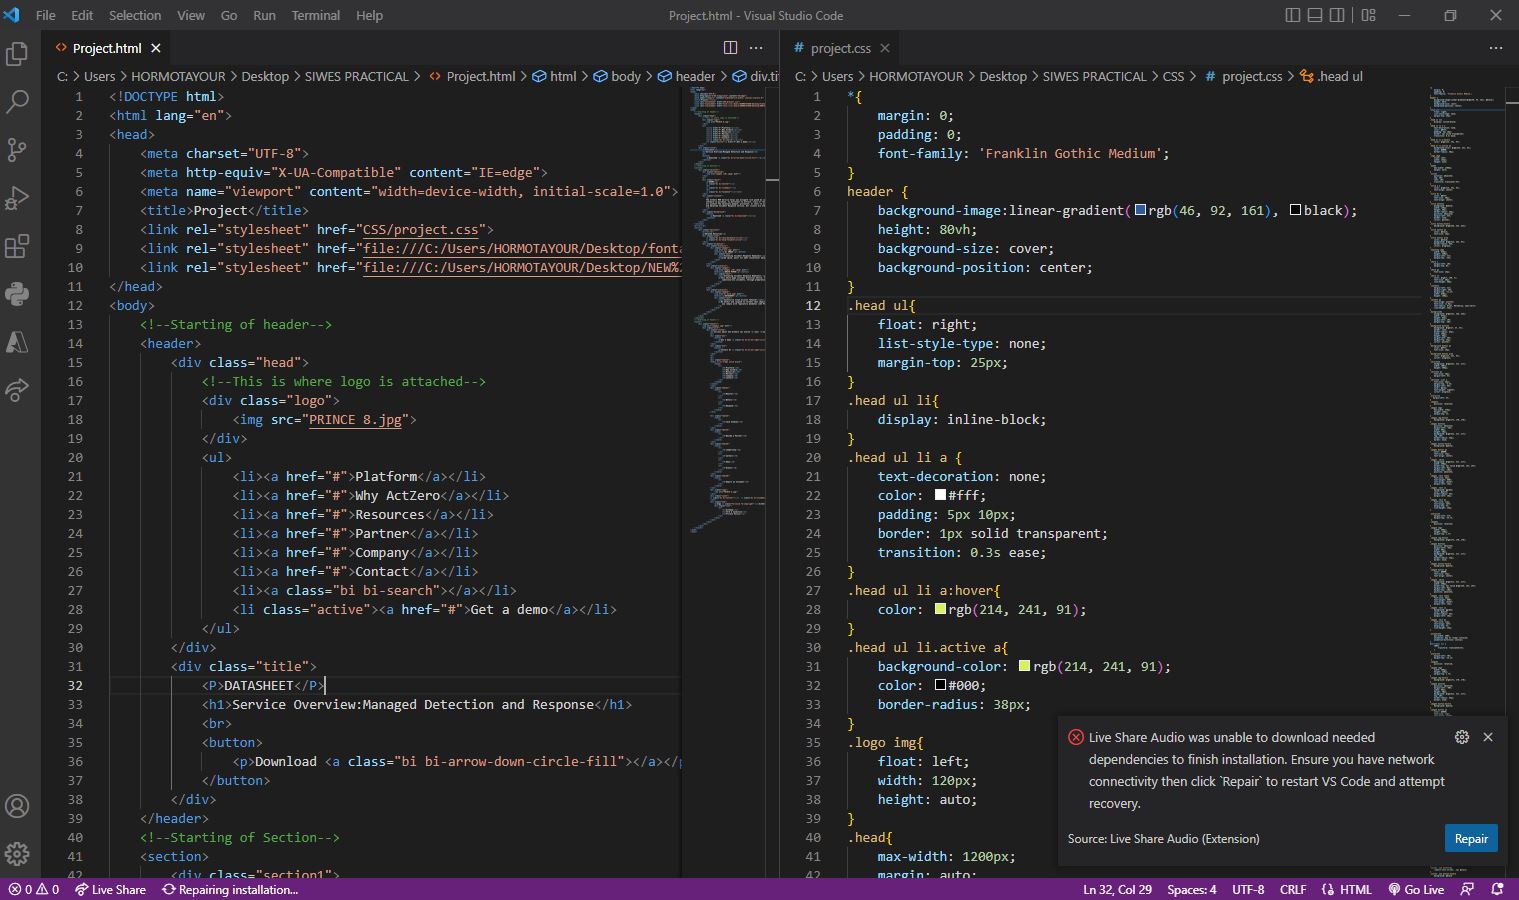 File Edit Selection View Go Run Terminal Help
Project.html - Visual Studio Code
Project.html
C: > Users > HORMOTAYOUR > Desktop > SIWES PRACTICAL > Project.html > html > body > header > div.ti
1 <!DOCTYPE html>
2 <html lang="en">
3 <head>
4 <meta charset="UTF-8">
5 <meta http-equiv="X-UA-Compatible" content="IE=edge">
6 <meta name="viewport" content="width=device-width, initial-scale=1.0">
7 <title>Project</title>
8 <link rel="stylesheet" href="CSS/project.css">
9 <link rel="stylesheet" href="file:///C:/Users/HORMOTAYOUR/Desktop/fonta
10 <link rel="stylesheet" href="file:///C:/Users/HORMOTAYOUR/Desktop/NEW%2
11 </head>
12 <body>
13 <!--Starting of header-->
14 <header>
15 <div class="head">
16 <!--This is where logo is attached-->
17 <div class="logo">
18 <img src="PRINCE 8.jpg">
19 </div>
20 <ul>
21 <li><a href="#">Platform</a></li>
22 <li><a href="#">Why ActZero</a></li>
23 <li><a href="#">Resources</a></li>
24 <li><a href="#">Partner</a></li>
25 <li><a href="#">Company</a></li>
26 <li><a href="#">Contact</a></li>
27 <li><a class="bi bi-search"></a></li>
28 <li class="active"><a href="#">Get a demo</a></li>
29 </ul>
30 </div>
31 <div class="title">
32 <P>DATASHEET</P>
33 <h1>Service Overview:Managed Detection and Response</h1>
34 <br>
35 <button>
36 <p>Download <a class="bi bi-arrow-down-circle-fill"></a></p
37 </button>
38 </div>
39 </header>
40 <!--Starting of Section-->
41 <section>
42 <div class="section1">
# project.css
C: > Users > HORMOTAYOUR > Desktop > SIWES PRACTICAL > CSS > # project.css > .head ul
1 *{
2 margin: 0;
3 padding: 0;
4 font-family: 'Franklin Gothic Medium';
5 }
6 header {
7 background-image:linear-gradient(rgb(46, 92, 161), black);
8 height: 80vh;
9 background-size: cover;
10 background-position: center;
11 }
12 .head ul{
13 float: right;
14 list-style-type: none;
15 margin-top: 25px;
16 }
17 .head ul li{
18 display: inline-block;
19 }
20 .head ul li a {
21 text-decoration: none;
22 color: #fff;
23 padding: 5px 10px;
24 border: 1px solid transparent;
25 transition: 0.3s ease;
26 }
27 .head ul li a:hover{
28 color: rgb(214, 241, 91);
29 }
30 .head ul li.active a{
31 background-color: rgb(214, 241, 91);
32 color: #000;
33 border-radius: 38px;
34 }
35 .logo img{
36 float: left;
37 width: 120px;
38 height: auto;
39 }
40 .head{
41 max-width: 1200px;
42 margin: auto;
Live Share Audio was unable to download needed
dependencies to finish installation. Ensure you have network
connectivity then click `Repair` to restart VS Code and attempt
recovery.
Source: Live Share Audio (Extension)
Repair
0 0 Live Share Repairing installation...
Ln 32, Col 29 Spaces: 4 UTF-8 CRLF HTML Go Live